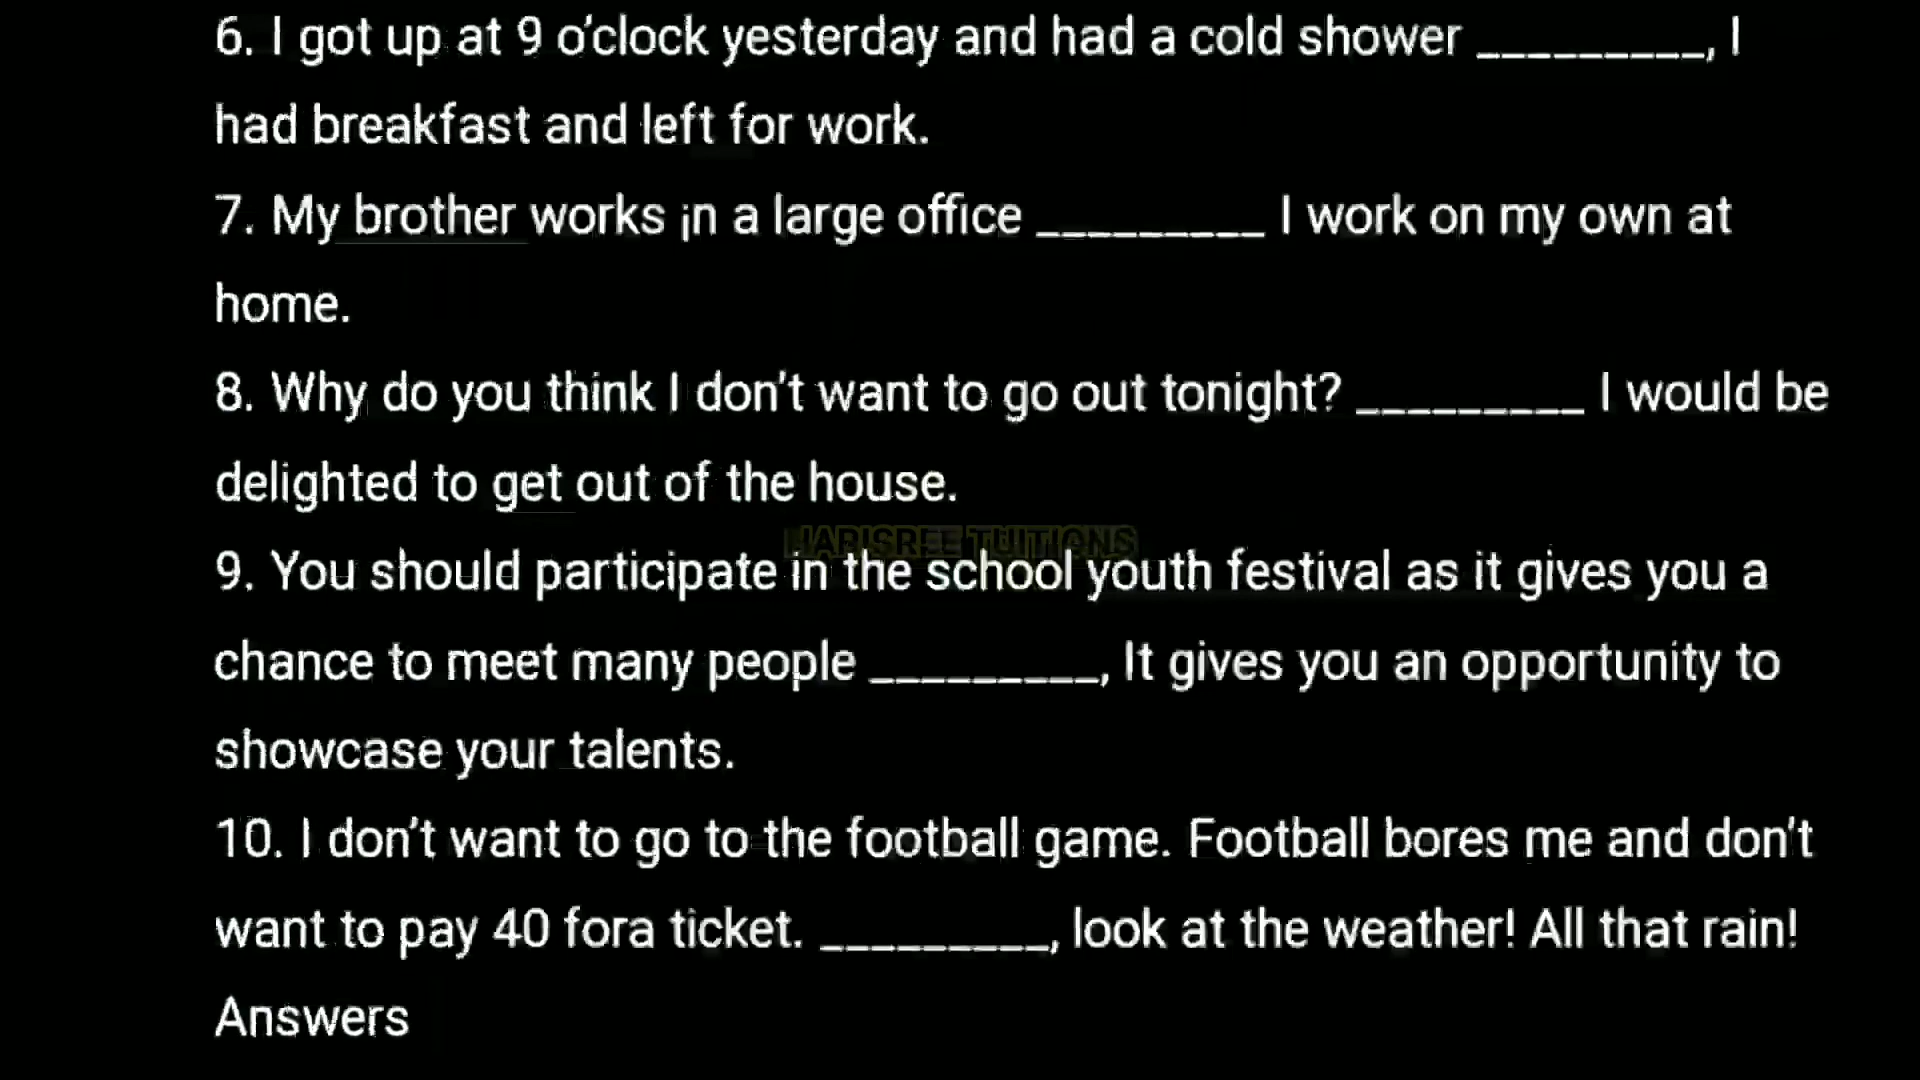 6. I got up at 9 o'clock yesterday and had a cold shower _________, I
had breakfast and left for work.
7. My brother works ¡n a large office _________ I work on my own at
home.
8. Why do you think I don't want to go out tonight? _________ I would be
delighted to get out of the house.
HARISREE TUITIONS
9. You should participate in the school youth festival as it gives you a
chance to meet many people _________, It gives you an opportunity to
showcase your talents.
10. I don't want to go to the football game. Football bores me and don't
want to pay 40 fora ticket. _________, look at the weather! All that rain!
Answers